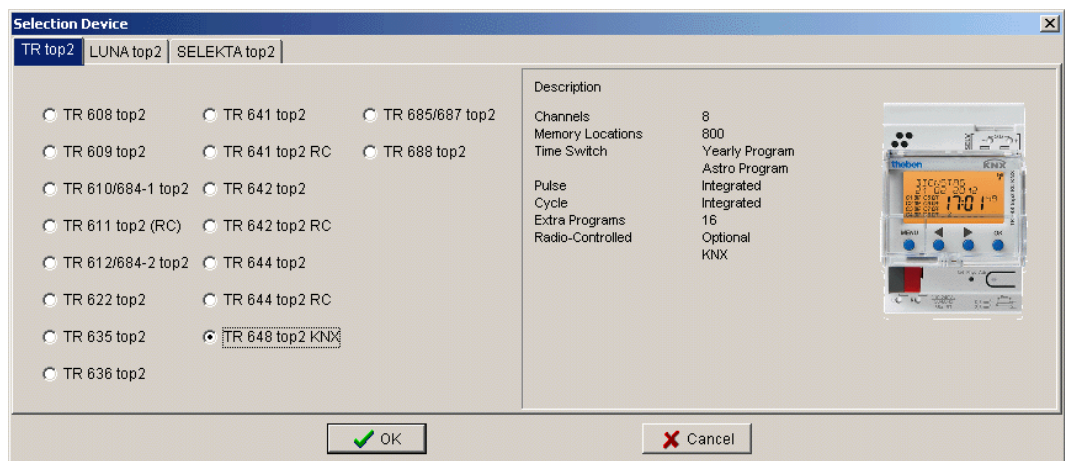 Selection Device
TR top2 LUNA top2 SELEKTA top2
TR 608 top2 TR 641 top2 TR 685/687 top2
TR 609 top2 TR 641 top2 RC TR 688 top2
TR 610/684-1 top2 TR 642 top2
TR 611 top2 (RC) TR 642 top2 RC
TR 612/684-2 top2 TR 644 top2
TR 622 top2 TR 644 top2 RC
TR 635 top2 TR 648 top2 KNX
TR 636 top2
Description
Channels 8
Memory Locations 800
Time Switch Yearly Program
Astro Program
Pulse Integrated
Cycle Integrated
Extra Programs 16
Radio-Controlled Optional
KNX
theben KNX
17:01
MENU OK
OK Cancel